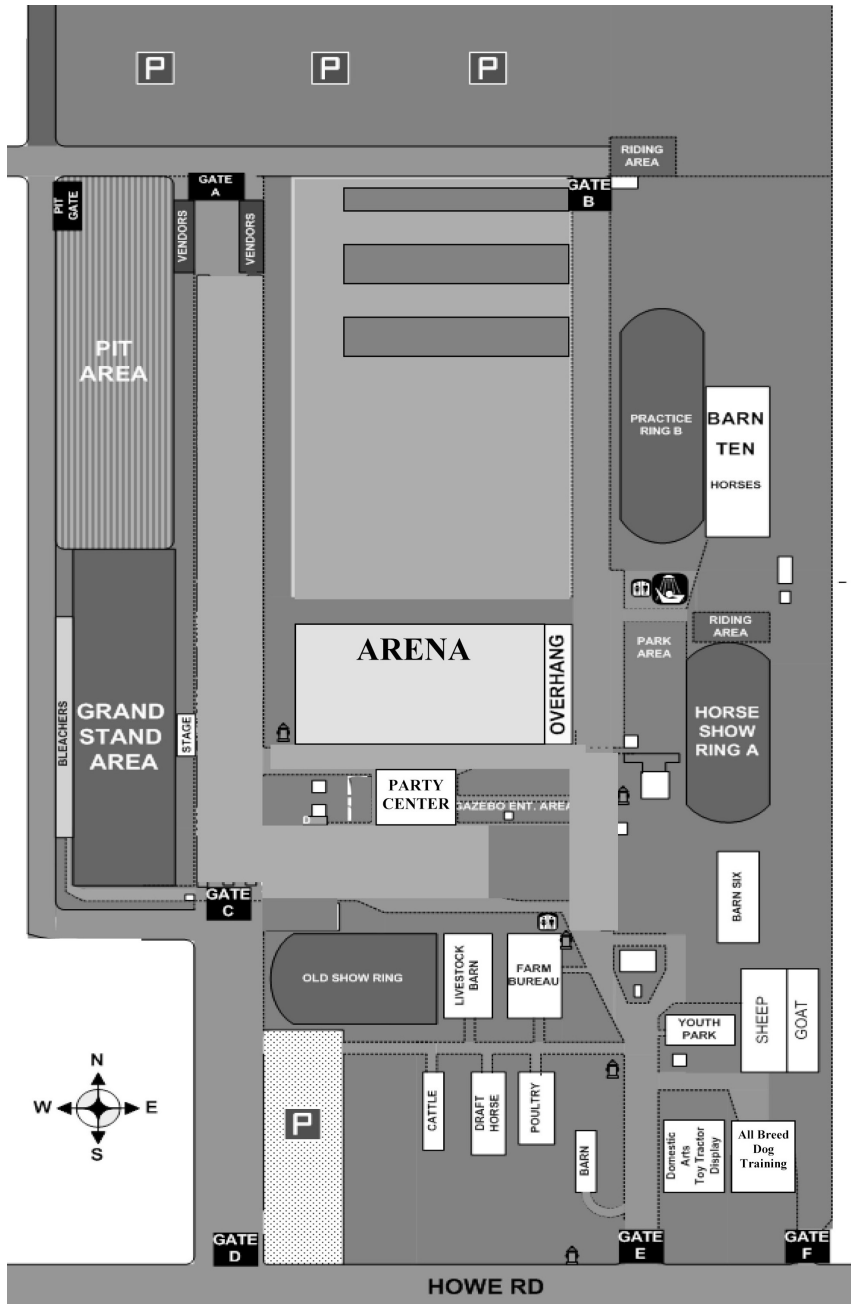 P
P
P
RIDING
AREA
GATE
A
GATE
B
PIT
GATE
VENDORS
VENDORS
PIT
AREA
PRACTICE
RING B
BARN
TEN
HORSES
RIDING
AREA
PARK
AREA
ARENA
OVERHANG
BLEACHERS
GRAND
STAND
AREA
STAGE
HORSE
SHOW
RING A
PARTY
CENTER
GAZEBO ENT. AREA
D
GATE
C
BARN SIX
OLD SHOW RING
LIVESTOCK
BARN
FARM
BUREAU
SHEEP
GOAT
YOUTH
PARK
N
W
E
S
CATTLE
DRAFT
HORSE
POULTRY
P
BARN
Domestic
Arts
Toy Tractor
Display
All Breed
Dog
Training
GATE
D
GATE
E
GATE
F
HOWE RD